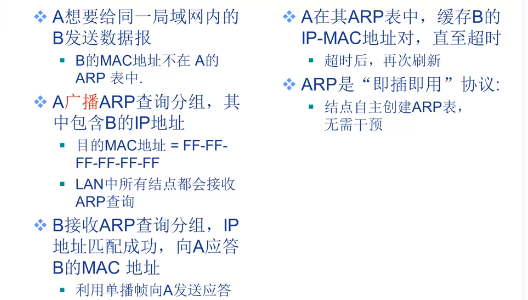 A想要给同一局域网内的
B发送数据报
B的MAC地址不在 A的
ARP 表中.
A广播ARP查询分组，其
中包含B的IP地址
目的MAC地址 = FF-FF-
FF-FF-FF-FF
LAN中所有结点都会接收
ARP查询
B接收ARP查询分组，IP
地址匹配成功，向A应答
B的MAC 地址
利用单播帧向A发送应答
A在其ARP表中，缓存B的
IP-MAC地址对，直至超时
超时后，再次刷新
ARP是“即插即用”协议:
结点自主创建ARP表，
无需干预